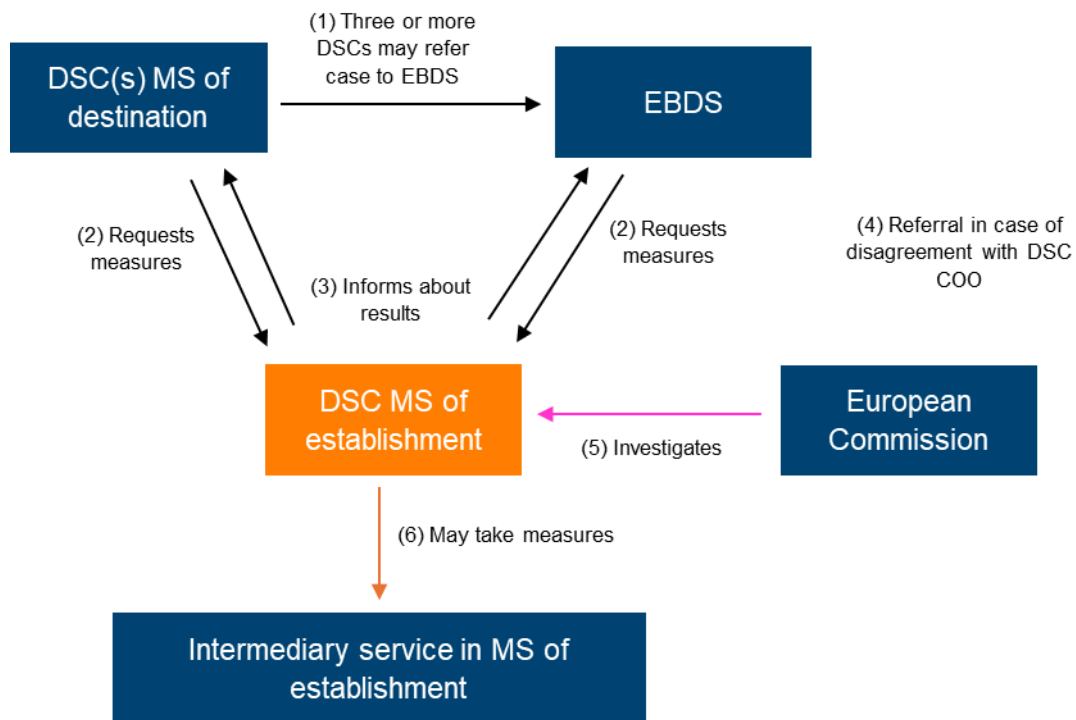 (1) Three or more
DSCs may refer
case to EBDS
DSC(s) MS of
destination
EBDS
(2) Requests
measures
(3) Informs about
results
(2) Requests
measures
(4) Referral in case of
disagreement with DSC
COO
DSC MS of
establishment
(5) Investigates
European
Commission
(6) May take measures
Intermediary service in MS of
establishment